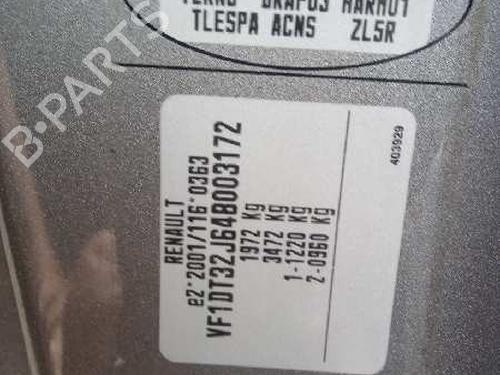 TLESPA ACNS ZL5R
RENAULT
e2*2001/116*0363
VF1DT32J64B003172
1972 Kg
3472 Kg
1-1220 Kg
2-0960 Kg
403929
B-PARTS